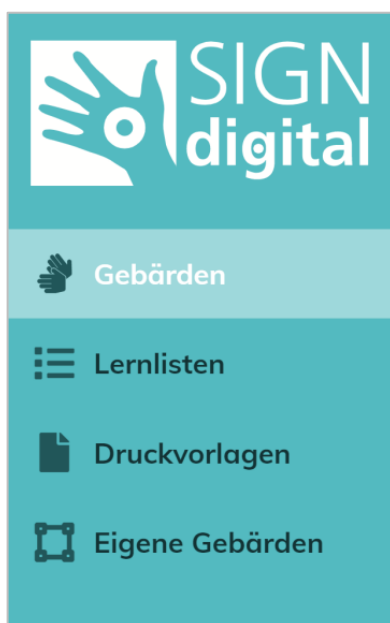 SIGN
digital
Gebärden
Lernlisten
Druckvorlagen
Eigene Gebärden